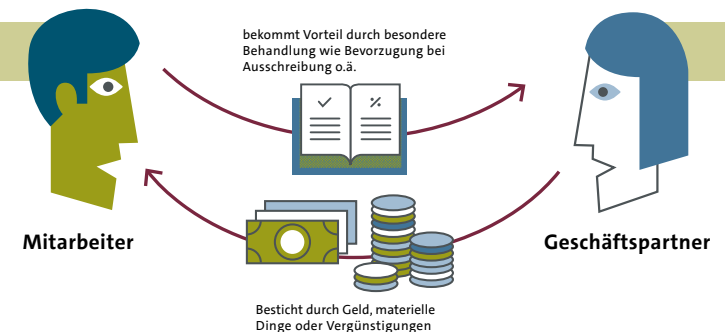 bekommt Vorteil durch besondere
Behandlung wie Bevorzugung bei
Ausschreibung o.ä.
Mitarbeiter
Geschäftspartner
Besticht durch Geld, materielle
Dinge oder Vergünstigungen